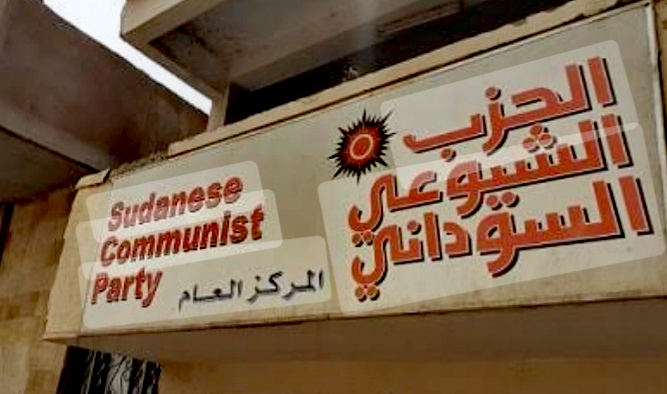 الحزب
الشيوعي
السوداني
Sudanese
Communist
Party
المركز العام